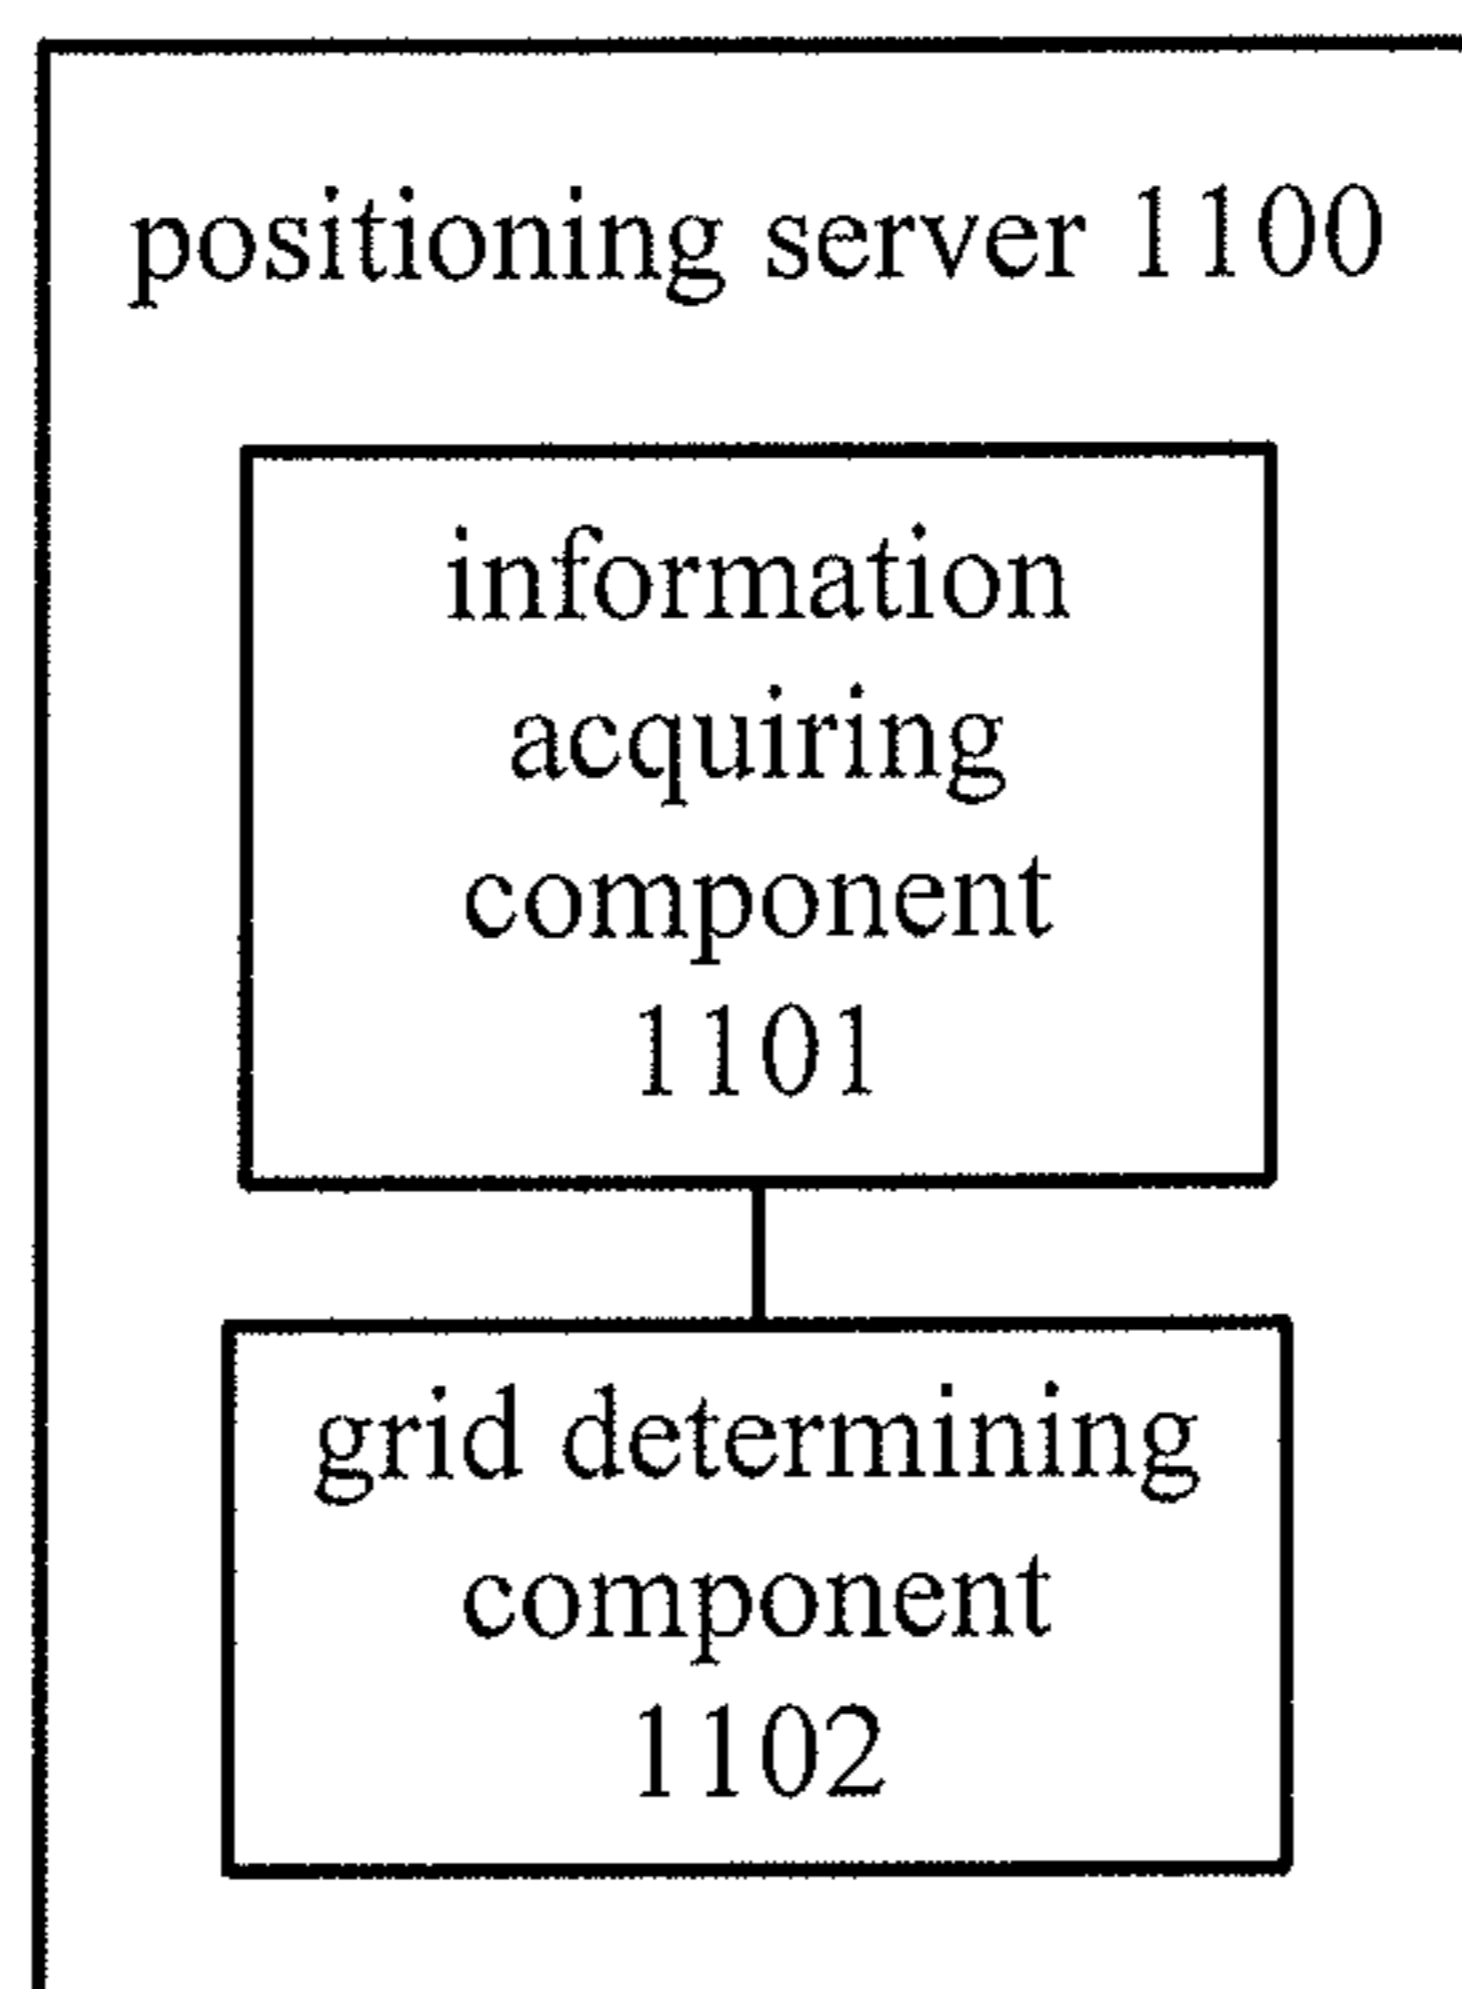 positioning server 1100
information
acquiring
component
1101
grid determining
component
1102